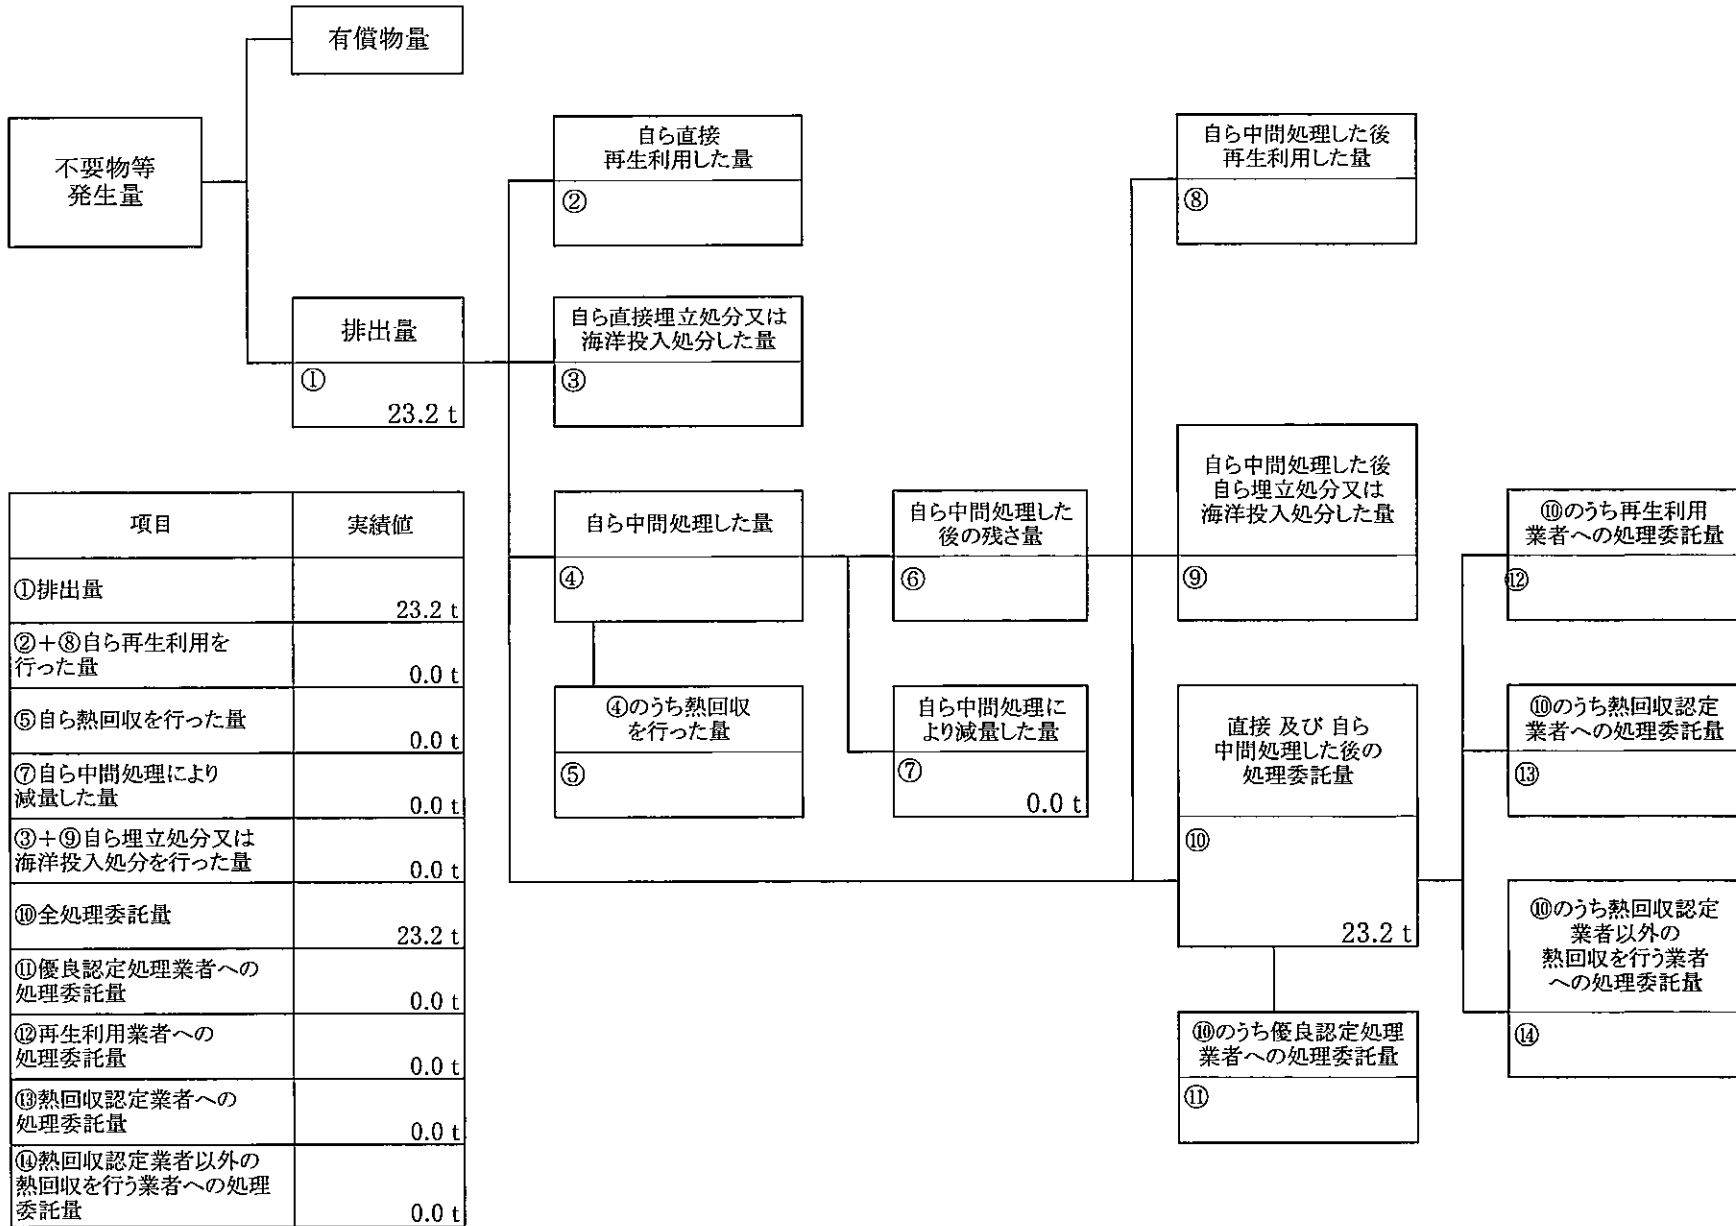 有償物量
不要物等
発生量
自ら直接
再生利用した量
②
自ら中間処理した後
再生利用した量
⑧
排出量
①
23.2 t
自ら直接埋立処分又は
海洋投入処分した量
③
自ら中間処理した量
④
自ら中間処理した
後の残さ量
⑥
自ら中間処理した後
自ら埋立処分又は
海洋投入処分した量
⑨
⑩のうち再生利用
業者への処理委託量
⑫
④のうち熱回収
を行った量
⑤
自ら中間処理に
より減量した量
⑦
0.0 t
直接 及び 自ら
中間処理した後の
処理委託量
⑩
23.2 t
⑩のうち熱回収認定
業者への処理委託量
⑬
⑩のうち熱回収認定
業者以外の
熱回収を行う業者
への処理委託量
⑭
⑩のうち優良認定処理
業者への処理委託量
⑪
項目 実績値
①排出量
23.2 t
②+⑧自ら再生利用を
行った量
0.0 t
⑤自ら熱回収を行った量
0.0 t
⑦自ら中間処理により
減量した量
0.0 t
③+⑨自ら埋立処分又は
海洋投入処分を行った量
0.0 t
⑩全処理委託量
23.2 t
⑪優良認定処理業者への
処理委託量
0.0 t
⑫再生利用業者への
処理委託量
0.0 t
⑬熱回収認定業者への
処理委託量
0.0 t
⑭熱回収認定業者以外の
熱回収を行う業者への処理
委託量
0.0 t